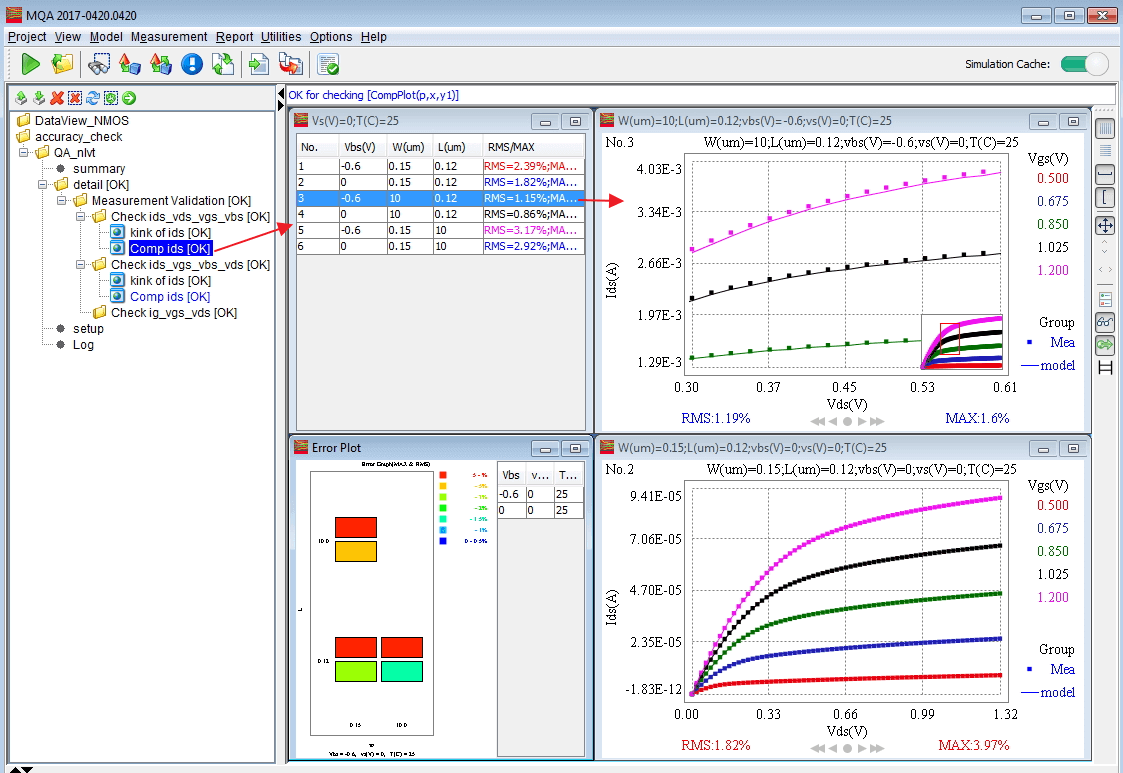 MQA 2017-0420.0420
Project View Model Measurement Report Utilities Options Help
Simulation Cache:
DataView_NMOS
accuracy_check
QA_nlvt
summary
detail [OK]
Measurement Validation [OK]
Check ids_vds_vgs_vbs [OK]
kink of ids [OK]
Comp ids [OK]
Check ids_vgs_vbs_vds [OK]
kink of ids [OK]
Comp ids [OK]
Check ig_vgs_vds [OK]
setup
Log
OK for checking [CompPlot(p,x,y1)]
Vs(V)=0;T(C)=25
No. Vbs(V) W(um) L(um) RMS/MAX
1 -0.6 0.15 0.12 RMS=2.39%;MA...
2 0 0.15 0.12 RMS=1.82%;MA...
3 -0.6 10 0.12 RMS=1.15%;MA...
4 0 10 0.12 RMS=0.86%;MA...
5 -0.6 0.15 10 RMS=3.17%;MA...
6 0 0.15 10 RMS=2.92%;MA...
W(um)=10;L(um)=0.12;vbs(V)=-0.6;vs(V)=0;T(C)=25
No.3 W(um)=10;L(um)=0.12;vbs(V)=-0.6;vs(V)=0;T(C)=25
4.03E-3
3.34E-3
2.66E-3
1.97E-3
1.29E-3
Ids(A)
0.30 0.37 0.45 0.53 0.61
Vds(V)
RMS:1.19% MAX:1.6%
Vgs(V)
0.500
0.675
0.850
1.025
1.200
Group
Mea
model
Error Plot
Error Graph(MAX & RMS)
10.0
0.12
L
0.15 10.0
W
Vbs = -0.6, vs(V) = 0, T(C) = 25
5 - %
0 - 0.5%
Vbs v... T...
-0.6 0 25
0 0 25
W(um)=0.15;L(um)=0.12;vbs(V)=0;vs(V)=0;T(C)=25
No.2 W(um)=0.15;L(um)=0.12;vbs(V)=0;vs(V)=0;T(C)=25
9.41E-05
7.06E-05
4.70E-05
2.35E-05
-1.83E-12
Ids(A)
0.00 0.33 0.66 0.99 1.32
Vds(V)
RMS:1.82% MAX:3.97%
Vgs(V)
0.500
0.675
0.850
1.025
1.200
Group
Mea
model